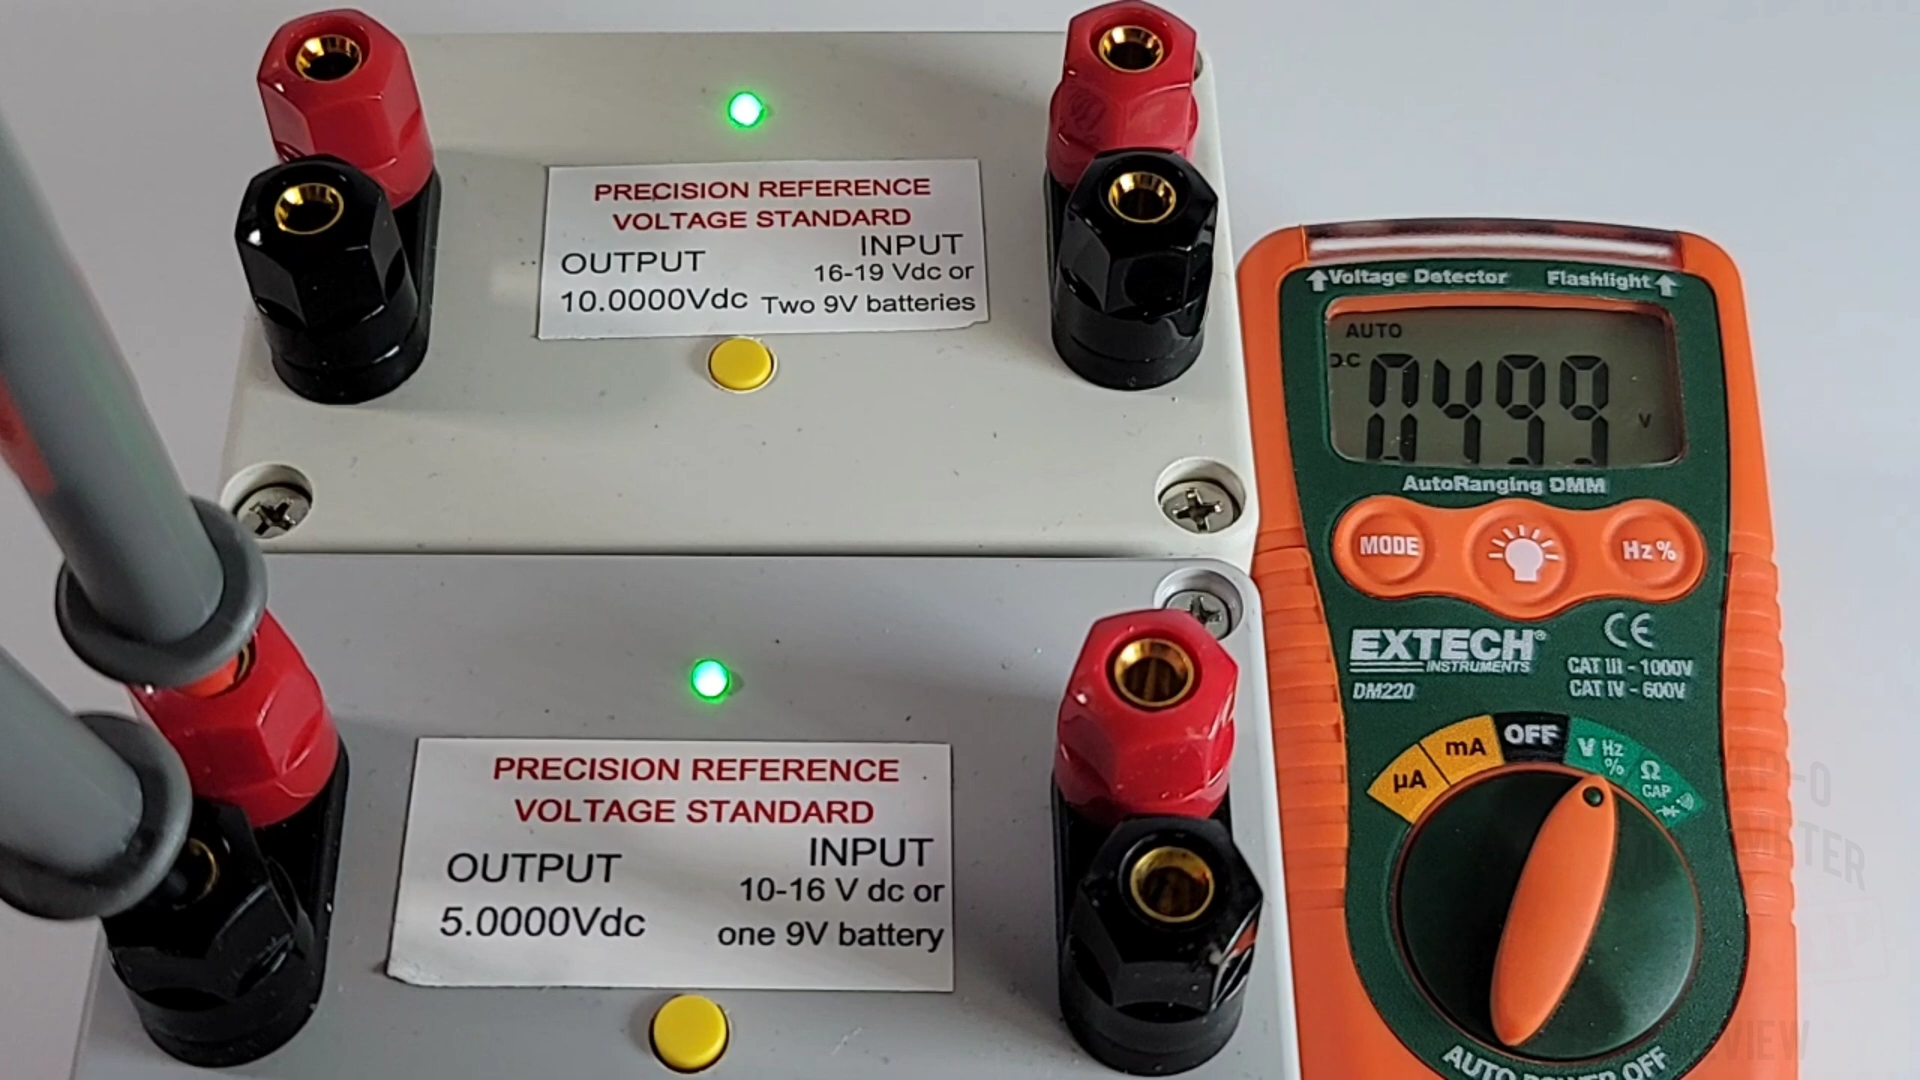 PRECISION REFERENCE
VOLTAGE STANDARD
OUTPUT
10.0000Vdc
INPUT
16-19 Vdc or
Two 9V batteries
Voltage Detector Flashlight
AUTO
DC
0499
V
AutoRanging DMM
MODE
Hz %
EXTECH®
INSTRUMENTS
DM220
CE
CAT III - 1000V
CAT IV - 600V
µA
mA
OFF
V Hz
%
Ω
CAP
AUTO POWER OFF
PRECISION REFERENCE
VOLTAGE STANDARD
OUTPUT
5.0000Vdc
INPUT
10-16 V dc or
one 9V battery